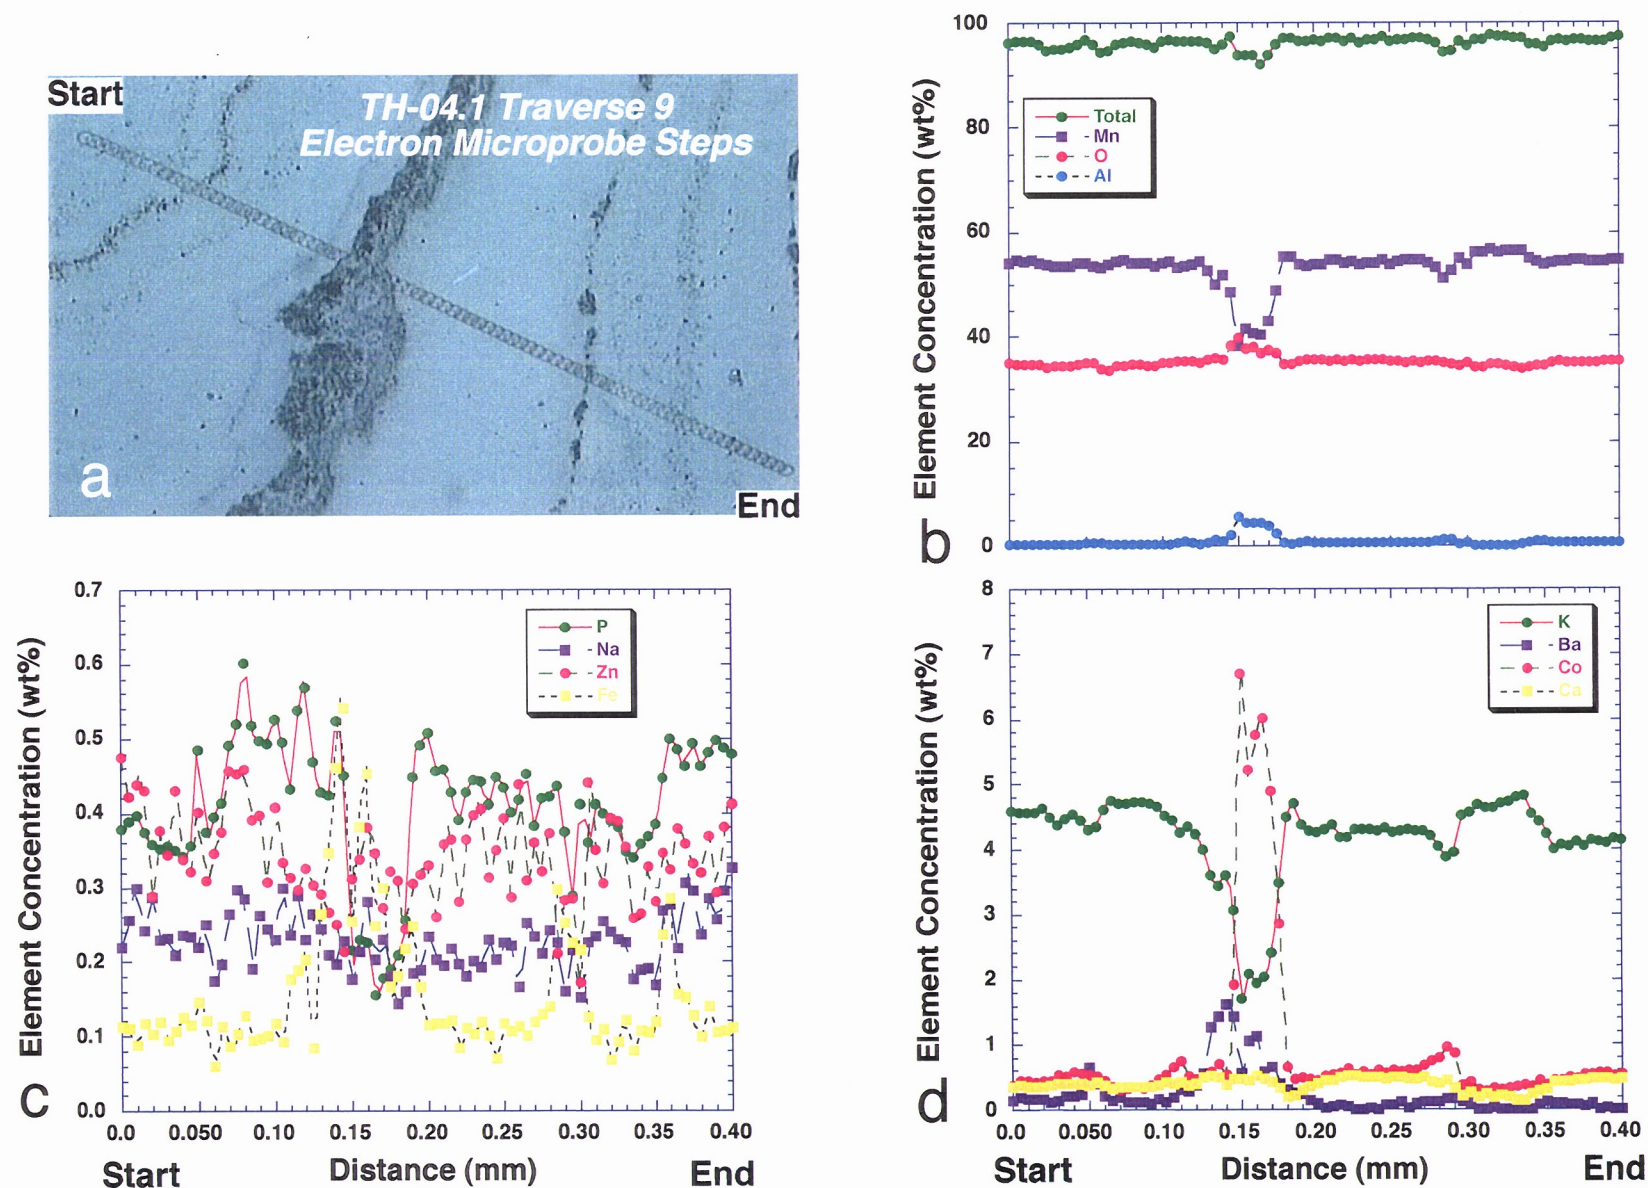 Start
TH-04.1 Traverse 9
Electron Microprobe Steps
a
End
100
80
60
40
20
0
Element Concentration (wt%)
Total
Mn
O
Al
b
0.7
0.6
0.5
0.4
0.3
0.2
0.1
0.0
Element Concentration (wt%)
P
Na
Zn
Fe
c
0.0 0.050 0.10 0.15 0.20 0.25 0.30 0.35 0.40
Start Distance (mm) End
8
7
6
5
4
3
2
1
0
Element Concentration (wt%)
K
Ba
Co
Ca
d
0.0 0.050 0.10 0.15 0.20 0.25 0.30 0.35 0.40
Start Distance (mm) End